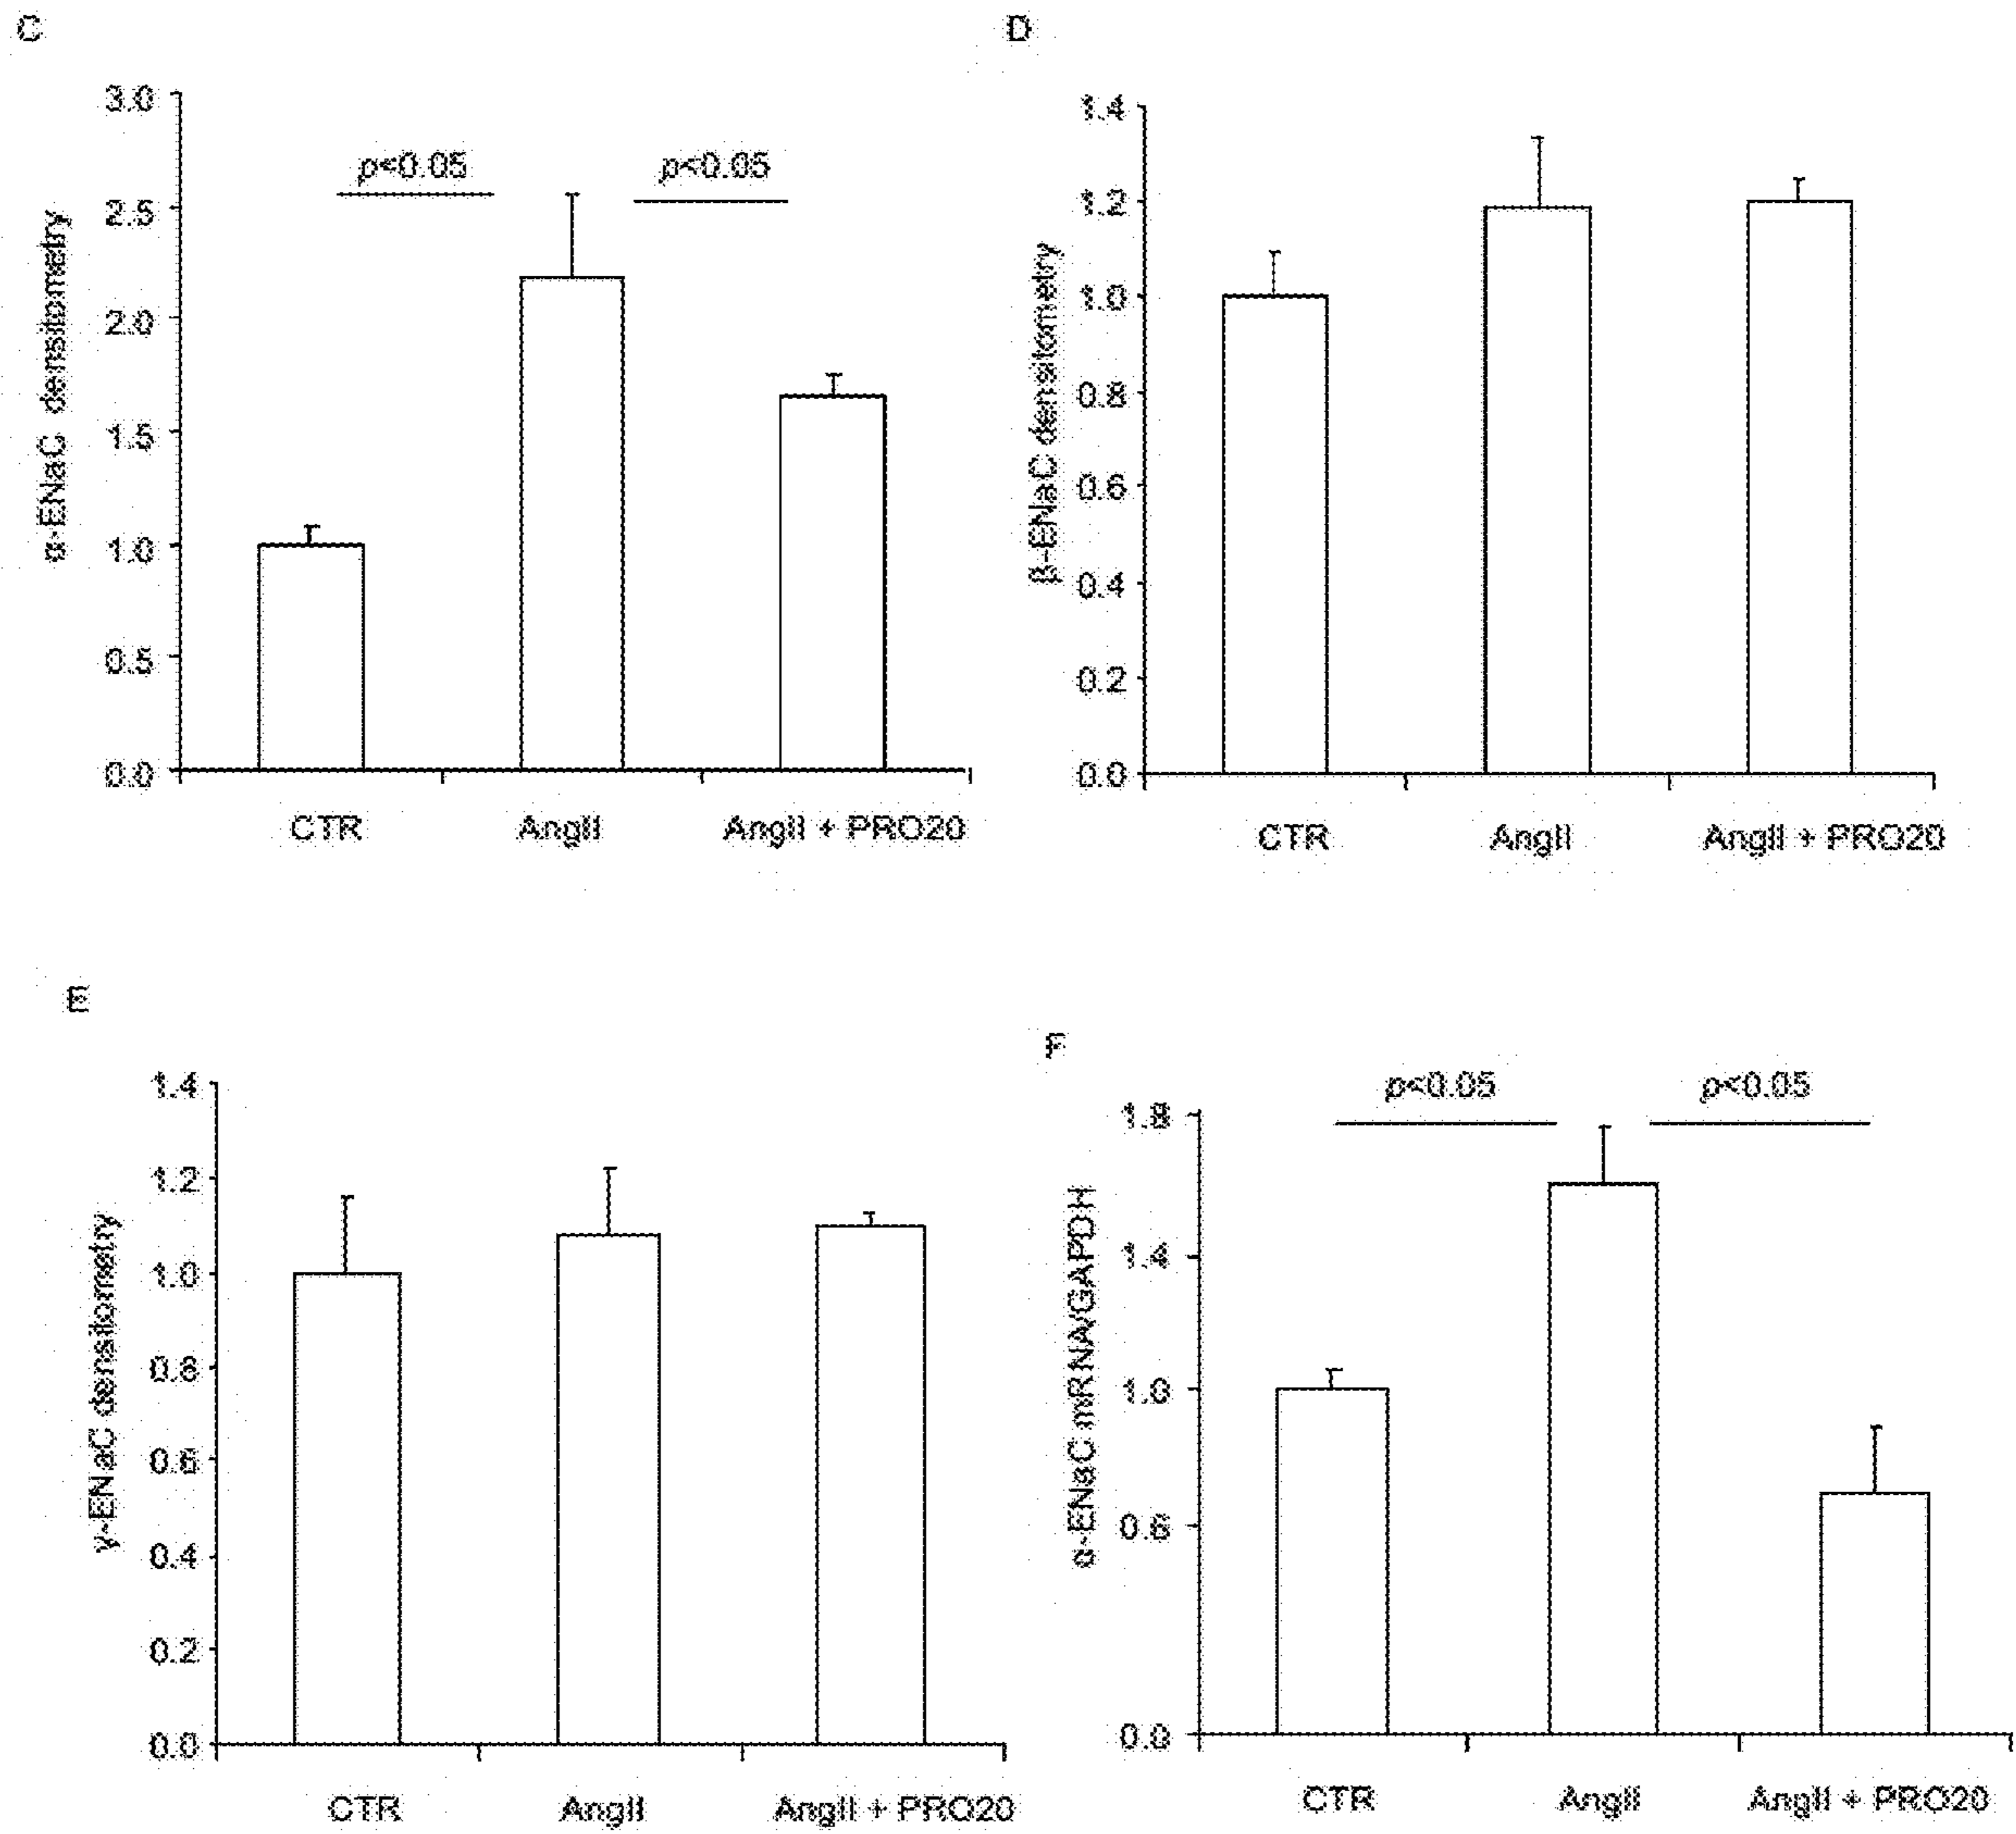 C
3.0
2.5
2.0
1.5
1.0
0.5
0.0
α-ENaC densitometry
p<0.05
p<0.05
CTR
AngII
AngII + PRO20
D
1.4
1.2
1.0
0.8
0.6
0.4
0.2
0.0
β-ENaC densitometry
CTR
AngII
AngII + PRO20
E
1.4
1.2
1.0
0.8
0.6
0.4
0.2
0.0
γ-ENaC densitometry
CTR
AngII
AngII + PRO20
F
p<0.05
p<0.05
1.8
1.4
1.0
0.6
0.0
α-ENaC mRNA/GAPDH
CTR
AngII
AngII + PRO20